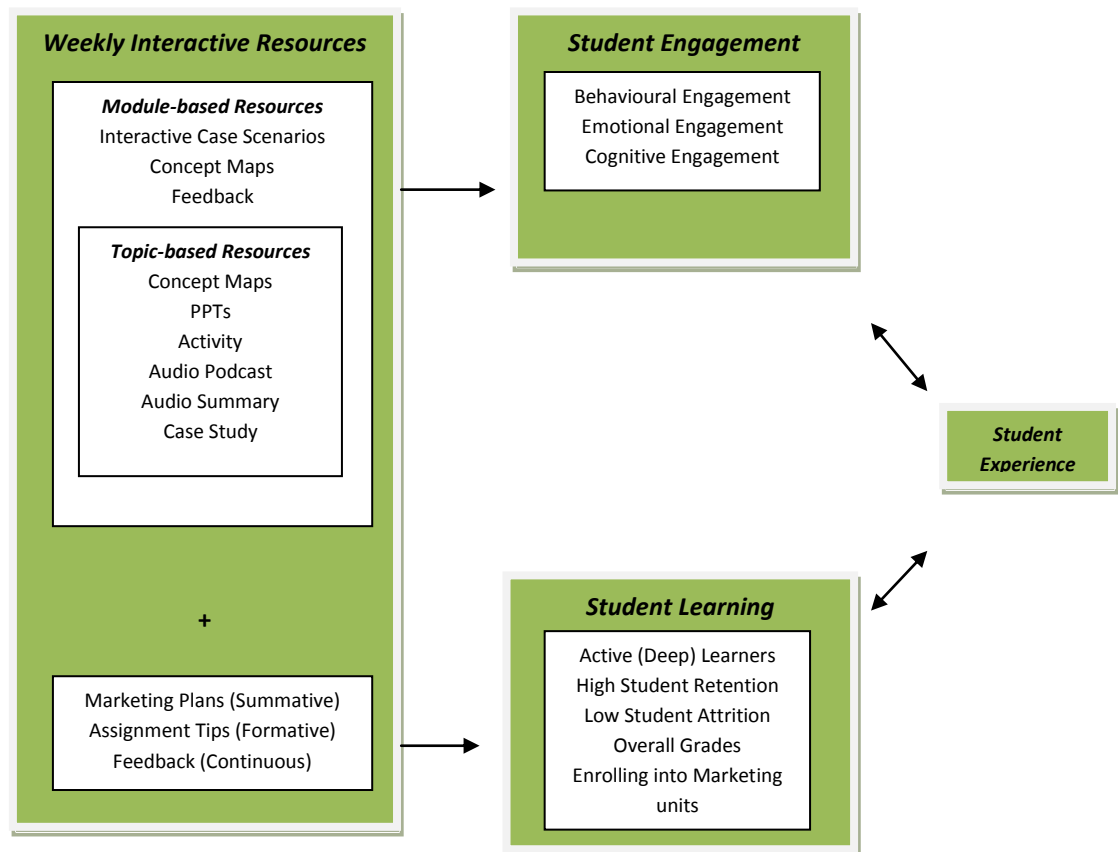 Weekly Interactive Resources
Module-based Resources
Interactive Case Scenarios
Concept Maps
Feedback
Topic-based Resources
Concept Maps
PPTs
Activity
Audio Podcast
Audio Summary
Case Study
+
Marketing Plans (Summative)
Assignment Tips (Formative)
Feedback (Continuous)
Student Engagement
Behavioural Engagement
Emotional Engagement
Cognitive Engagement
Student
Experience
Student Learning
Active (Deep) Learners
High Student Retention
Low Student Attrition
Overall Grades
Enrolling into Marketing
units